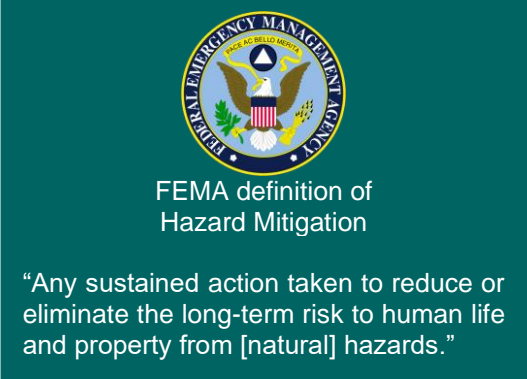 FEDERAL EMERGENCY MANAGEMENT AGENCY
PACE AC BELLO MERITA
FEMA definition of
Hazard Mitigation
“Any sustained action taken to reduce or
eliminate the long-term risk to human life
and property from [natural] hazards.”